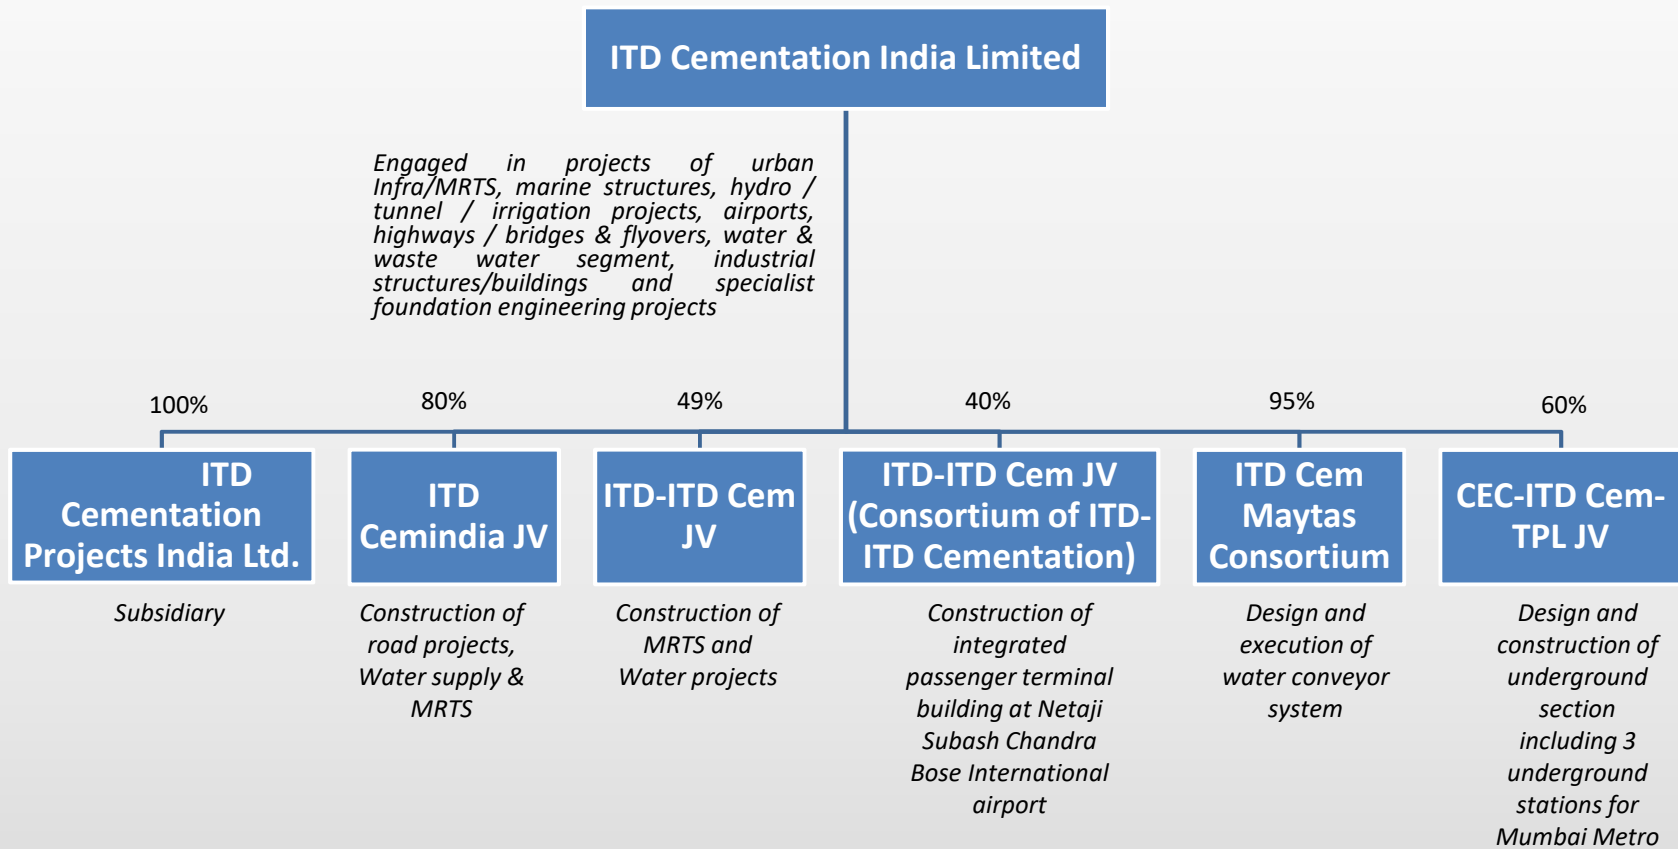 ITD Cementation India Limited
Engaged in projects of urban
Infra/MRTS, marine structures, hydro /
tunnel / irrigation projects, airports,
highways / bridges & flyovers, water &
waste water segment, industrial
structures/buildings and specialist
foundation engineering projects
100%
80%
49%
40%
95%
60%
ITD
Cementation
Projects India Ltd.
ITD
Cemindia JV
ITD-ITD Cem
JV
ITD-ITD Cem JV
(Consortium of ITD-
ITD Cementation)
ITD Cem
Maytas
Consortium
CEC-ITD Cem-
TPL JV
Subsidiary
Construction of
road projects,
Water supply &
MRTS
Construction of
MRTS and
Water projects
Construction of
integrated
passenger terminal
building at Netaji
Subash Chandra
Bose International
airport
Design and
execution of
water conveyor
system
Design and
construction of
underground
section
including 3
underground
stations for
Mumbai Metro